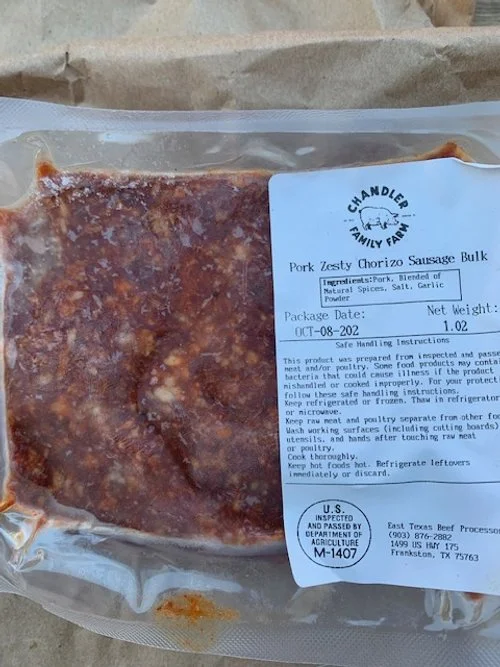 CHANDLER
FAMILY FARM
Pork Zesty Chorizo Sausage Bulk
Ingredients:Pork, Blended of
Natural Spices, Salt, Garlic
Powder
Package Date:
Net Weight:
OCT-08-202
1.02
Safe Handling Instructions
This product was prepared from inspected and passe
meat and/or poultry. Some food products may contai
bacteria that could cause illness if the product
mishandled or cooked improperly. For your protect
follow these safe handling instructions.
Keep refrigerated or frozen. Thaw in refrigerator
or microwave.
Keep raw meat and poultry separate from other foo
Wash working surfaces (including cutting boards)
utensils, and hands after touching raw meat
or poultry.
Cook thoroughly.
Keep hot foods hot. Refrigerate leftovers
immediately or discard.
U.S.
INSPECTED
AND PASSED BY
DEPARTMENT OF
AGRICULTURE
M-1407
East Texas Beef Processo
(903) 876-2882
1499 US HWY 175
Frankston, TX 75763